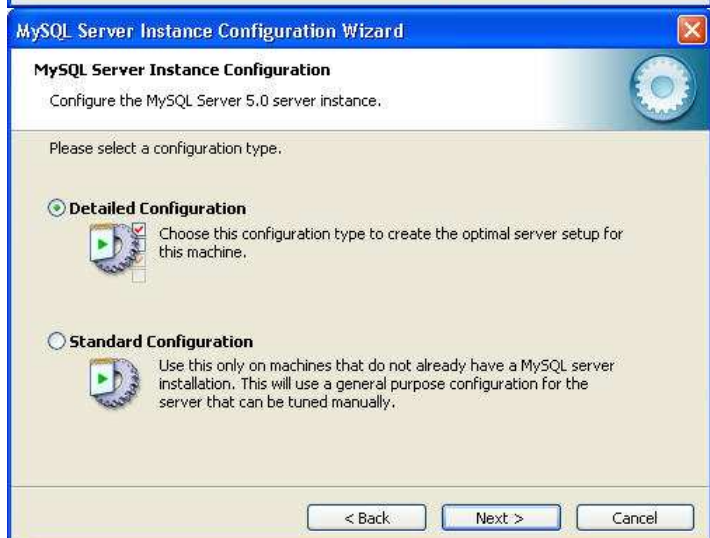 MySQL Server Instance Configuration Wizard
MySQL Server Instance Configuration
Configure the MySQL Server 5.0 server instance.
Please select a configuration type.
Detailed Configuration
Choose this configuration type to create the optimal server setup for
this machine.
Standard Configuration
Use this only on machines that do not already have a MySQL server
installation. This will use a general purpose configuration for the
server that can be tuned manually.
< Back
Next >
Cancel